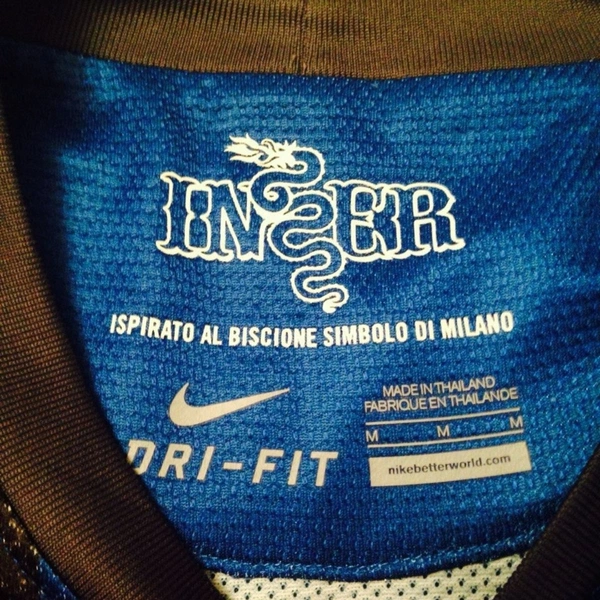 INTER
ISPIRATO AL BISCIONE SIMBOLO DI MILANO
DRI-FIT
MADE IN THAILAND
FABRIQUE EN THAILANDE
M M M
nikebetterworld.com